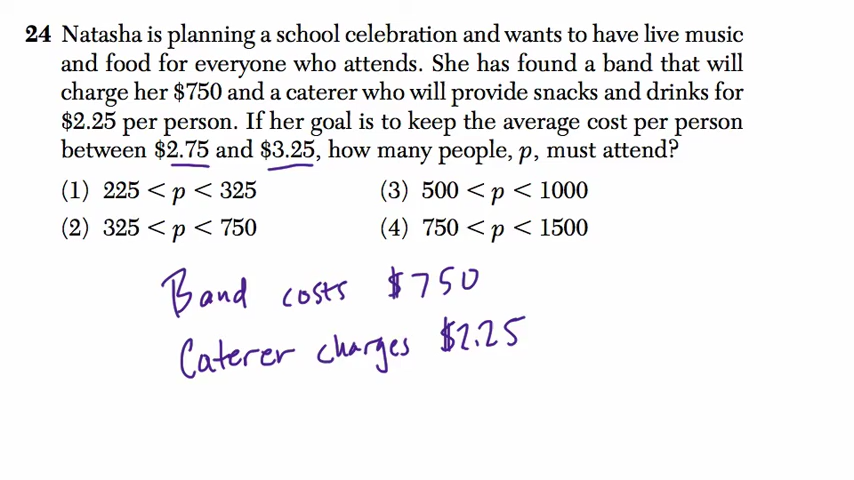 24 Natasha is planning a school celebration and wants to have live music
and food for everyone who attends. She has found a band that will
charge her $750 and a caterer who will provide snacks and drinks for
$2.25 per person. If her goal is to keep the average cost per person
between $2.75 and $3.25, how many people, p, must attend?
(1) 225 < p < 325 (3) 500 < p < 1000
(2) 325 < p < 750 (4) 750 < p < 1500
Band costs $750
Caterer charges $2.25